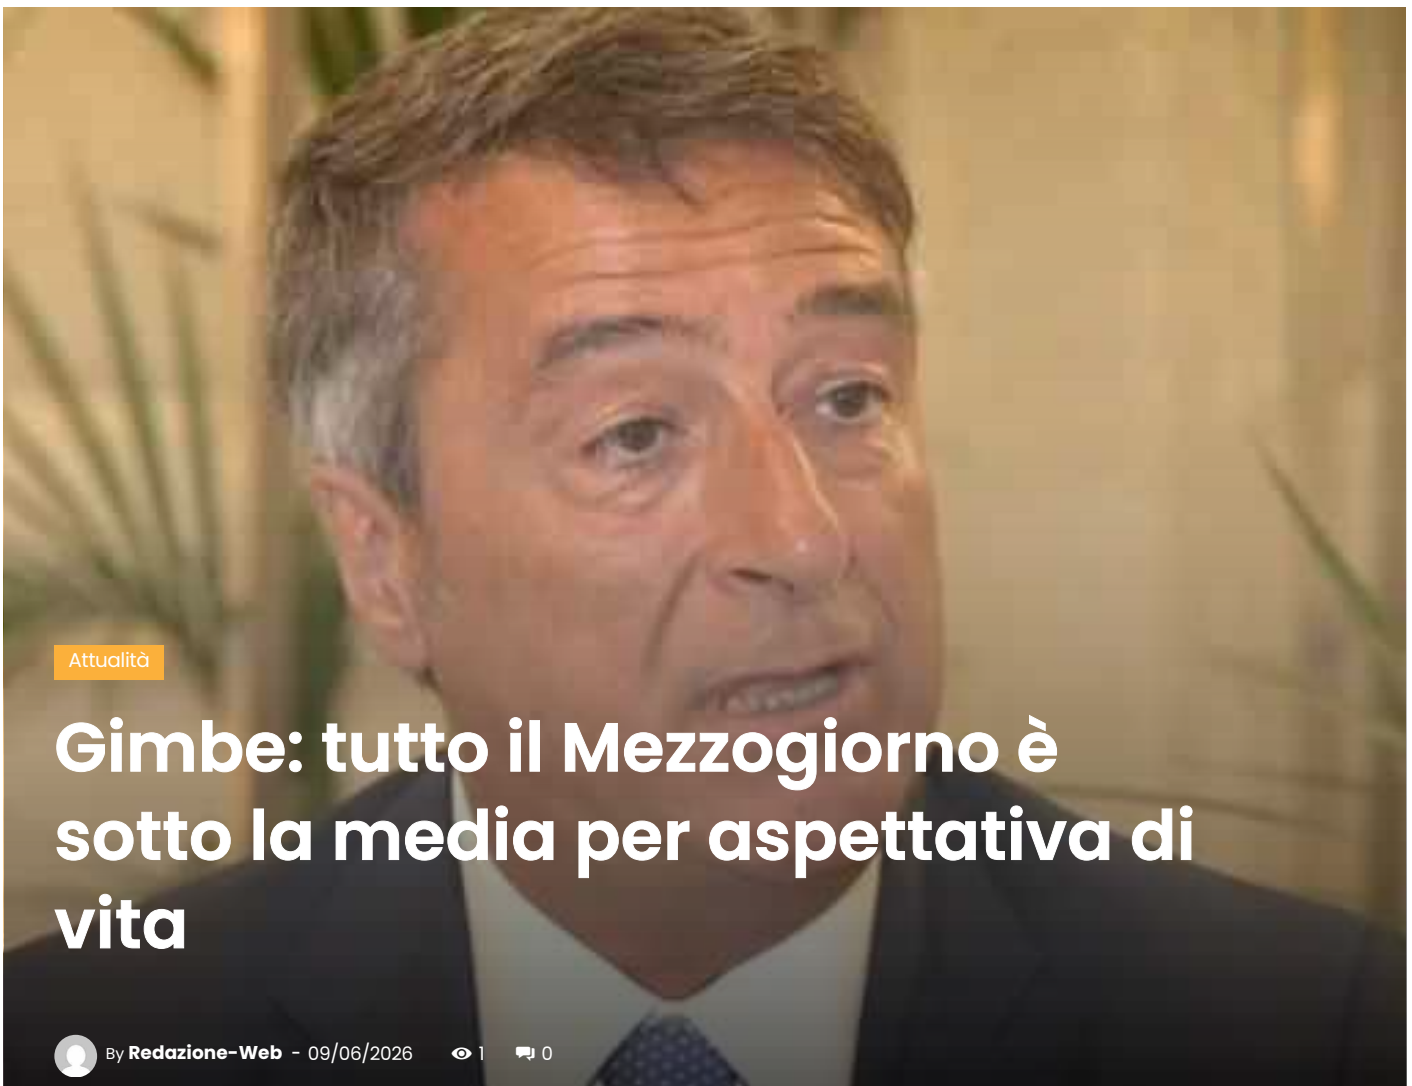 Attualità
Gimbe: tutto il Mezzogiorno è
sotto la media per aspettativa di
vita
By Redazione-Web - 09/06/2026 1 0